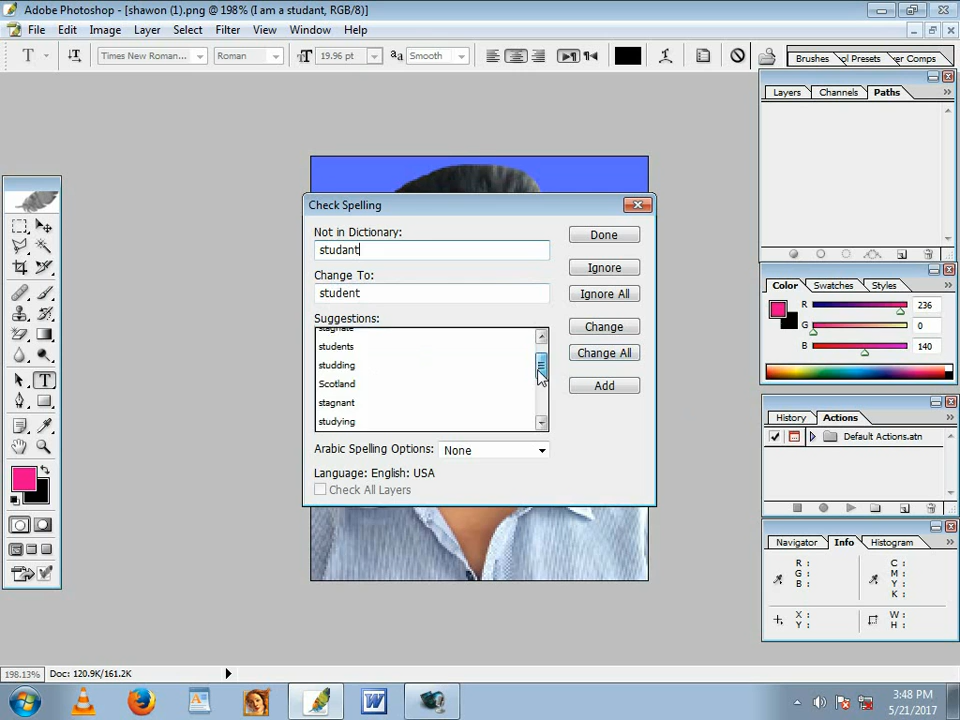 Adobe Photoshop - [shawon (1).png @ 198% (I am a studant, RGB/8)]
File Edit Image Layer Select Filter View Window Help
T T Times New Roman... Roman T 19.96 pt aa Smooth Brushes ol Presets er Comps
Layers Channels Paths
Check Spelling
Not in Dictionary:
studant
Done
Change To:
Ignore
student
Ignore All
Suggestions:
Change
stagnate
students
studding
Change All
Scotland
Add
stagnant
studying
Arabic Spelling Options: None
Language: English: USA
Check All Layers
Color Swatches Styles
R 236
G 0
B 140
History Actions
Default Actions.atn
Navigator Info Histogram
R : C :
G : M :
B : Y :
K :
X : W :
Y : H :
T
198.13% Doc: 120.9K/161.2K
W
3:48 PM
5/21/2017